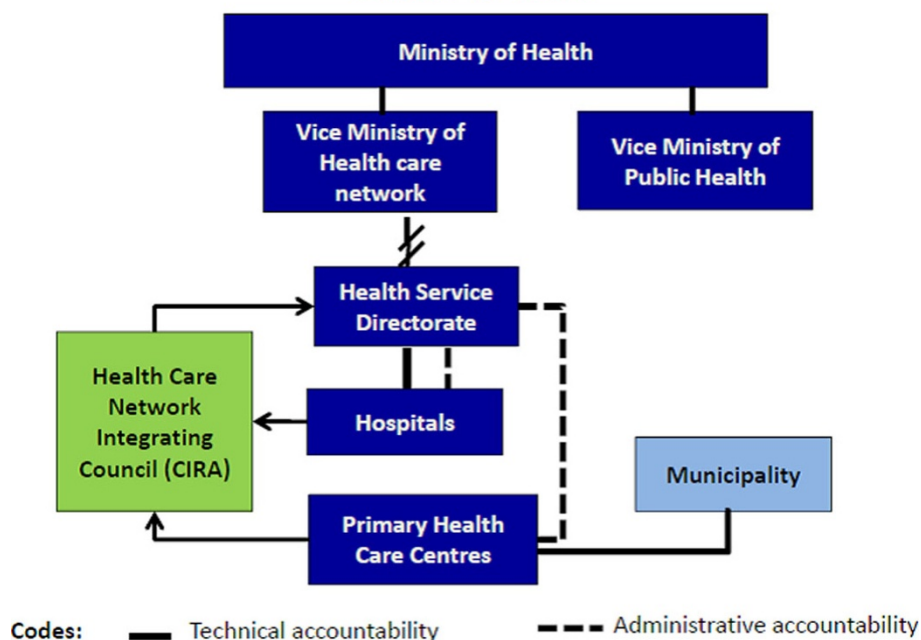 Ministry of Health
Vice Ministry of
Health care
network
Vice Ministry of
Public Health
Health Service
Directorate
Health Care
Network
Integrating
Council (CIRA)
Hospitals
Municipality
Primary Health
Care Centres
Codes:
Technical accountability
Administrative accountability